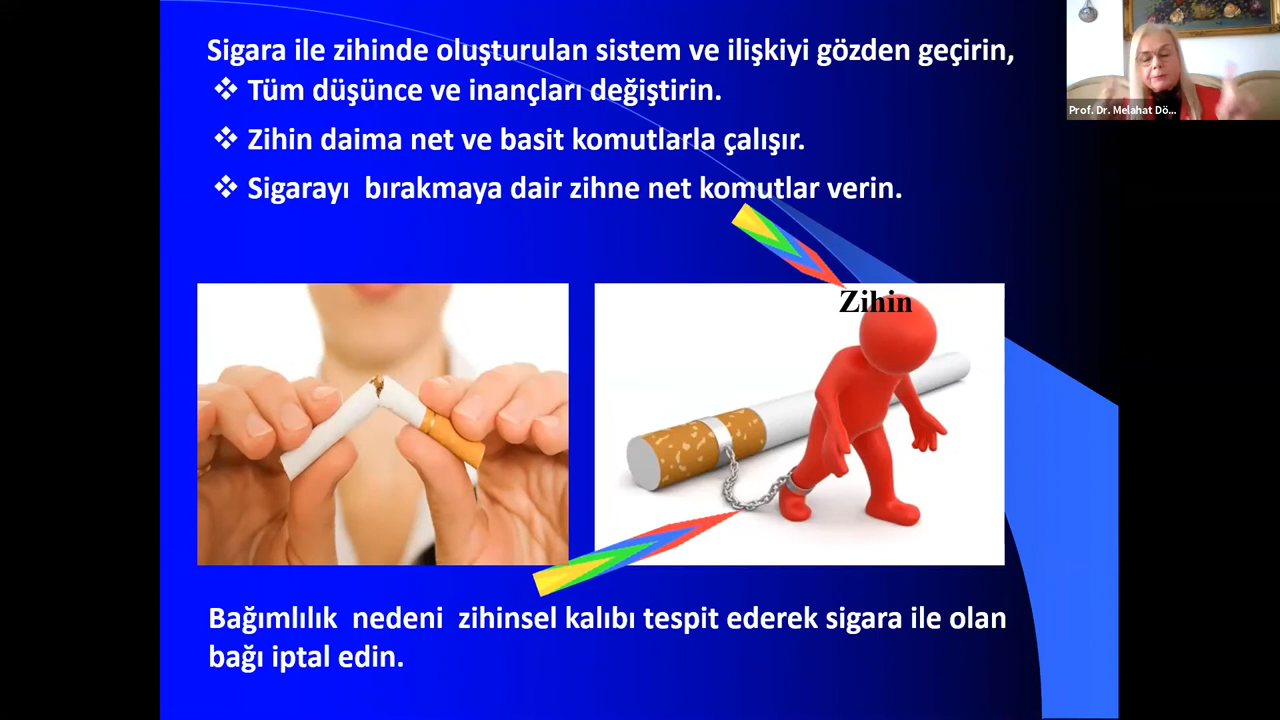 Sigara ile zihinde oluşturulan sistem ve ilişkiyi gözden geçirin,
❖ Tüm düşünce ve inançları değiştirin.
❖ Zihin daima net ve basit komutlarla çalışır.
❖ Sigarayı bırakmaya dair zihne net komutlar verin.
Zihin
Bağımlılık nedeni zihinsel kalıbı tespit ederek sigara ile olan
bağı iptal edin.
Prof. Dr. Melahat Dö...